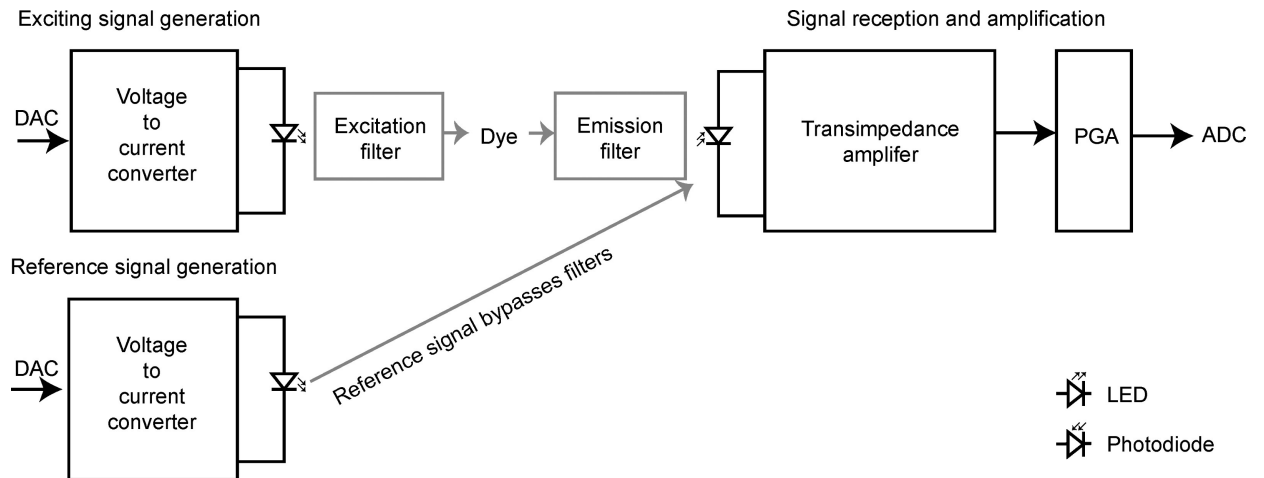 Exciting signal generation
Signal reception and amplification
DAC
Voltage
to
current
converter
Excitation
filter
Dye
Emission
filter
Transimpedance
amplifer
PGA
ADC
Reference signal generation
DAC
Voltage
to
current
converter
Reference signal bypasses filters
LED
Photodiode